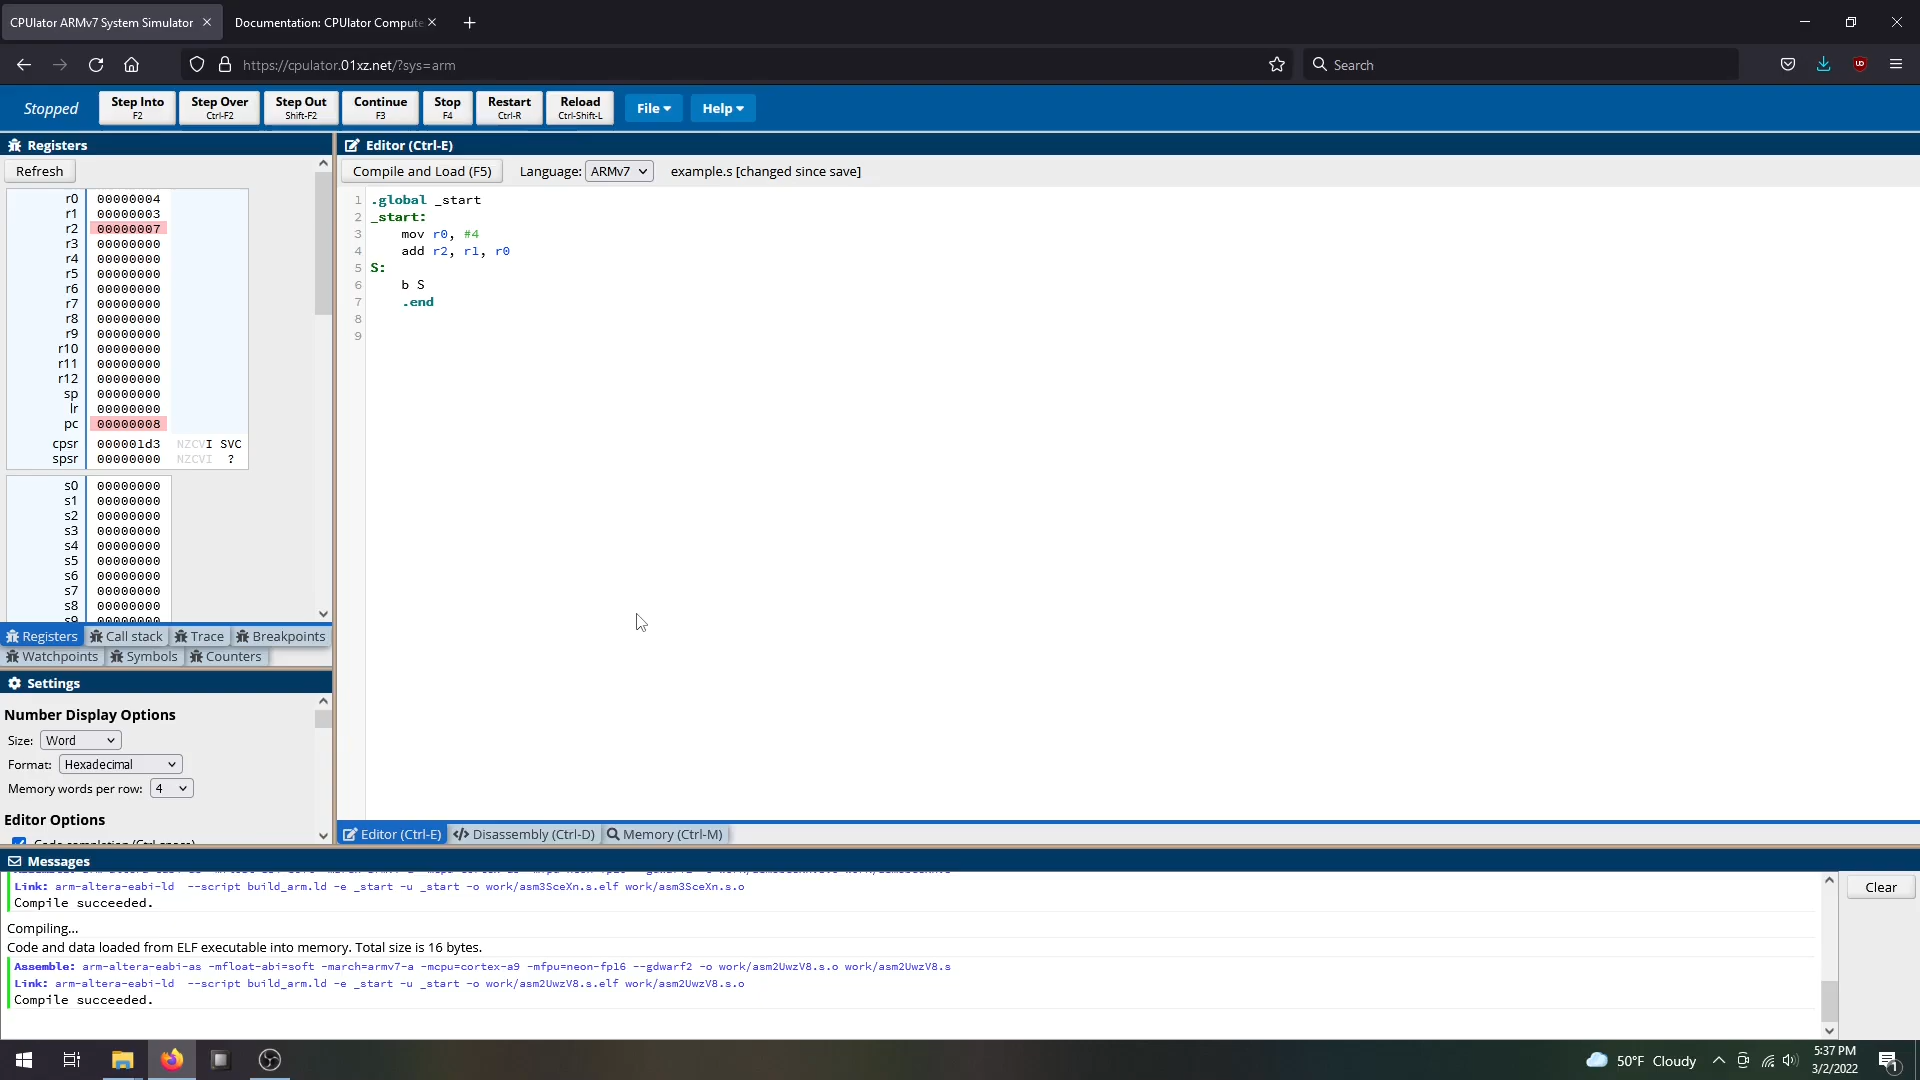 CPUlator ARMv7 System Simulator
Documentation: CPUlator Compute
https://cpulator.01xz.net/?sys=arm
Search
Stopped
Step Into
F2
Step Over
Ctrl-F2
Step Out
Shift-F2
Continue
F3
Stop
F4
Restart
Ctrl-R
Reload
Ctrl-Shift-L
File
Help
Registers
Refresh
r0 00000004
r1 00000003
r2 00000007
r3 00000000
r4 00000000
r5 00000000
r6 00000000
r7 00000000
r8 00000000
r9 00000000
r10 00000000
r11 00000000
r12 00000000
sp 00000000
lr 00000000
pc 00000008
cpsr 000001d3 NZCVI SVC
spsr 00000000 NZCVI ?
s0 00000000
s1 00000000
s2 00000000
s3 00000000
s4 00000000
s5 00000000
s6 00000000
s7 00000000
s8 00000000
s9 00000000
Registers Call stack Trace Breakpoints
Watchpoints Symbols Counters
Settings
Number Display Options
Size: Word
Format: Hexadecimal
Memory words per row: 4
Editor Options
Code completion (Ctrl-space)
Editor (Ctrl-E)
Compile and Load (F5) Language: ARMv7 example.s [changed since save]
1 .global _start
2 _start:
3 mov r0, #4
4 add r2, r1, r0
5 S:
6 b S
7 .end
8
9
Editor (Ctrl-E) Disassembly (Ctrl-D) Memory (Ctrl-M)
Messages
Clear
Link: arm-altera-eabi-ld --script build_arm.ld -e _start -u _start -o work/asm3SceXn.s.elf work/asm3SceXn.s.o
Compile succeeded.
Compiling...
Code and data loaded from ELF executable into memory. Total size is 16 bytes.
Assemble: arm-altera-eabi-as -mfloat-abi=soft -march=armv7-a -mcpu=cortex-a9 -mfpu=neon-fp16 --gdwarf2 -o work/asm2UwzV8.s.o work/asm2UwzV8.s
Link: arm-altera-eabi-ld --script build_arm.ld -e _start -u _start -o work/asm2UwzV8.s.elf work/asm2UwzV8.s.o
Compile succeeded.
50°F Cloudy
5:37 PM
3/2/2022
1